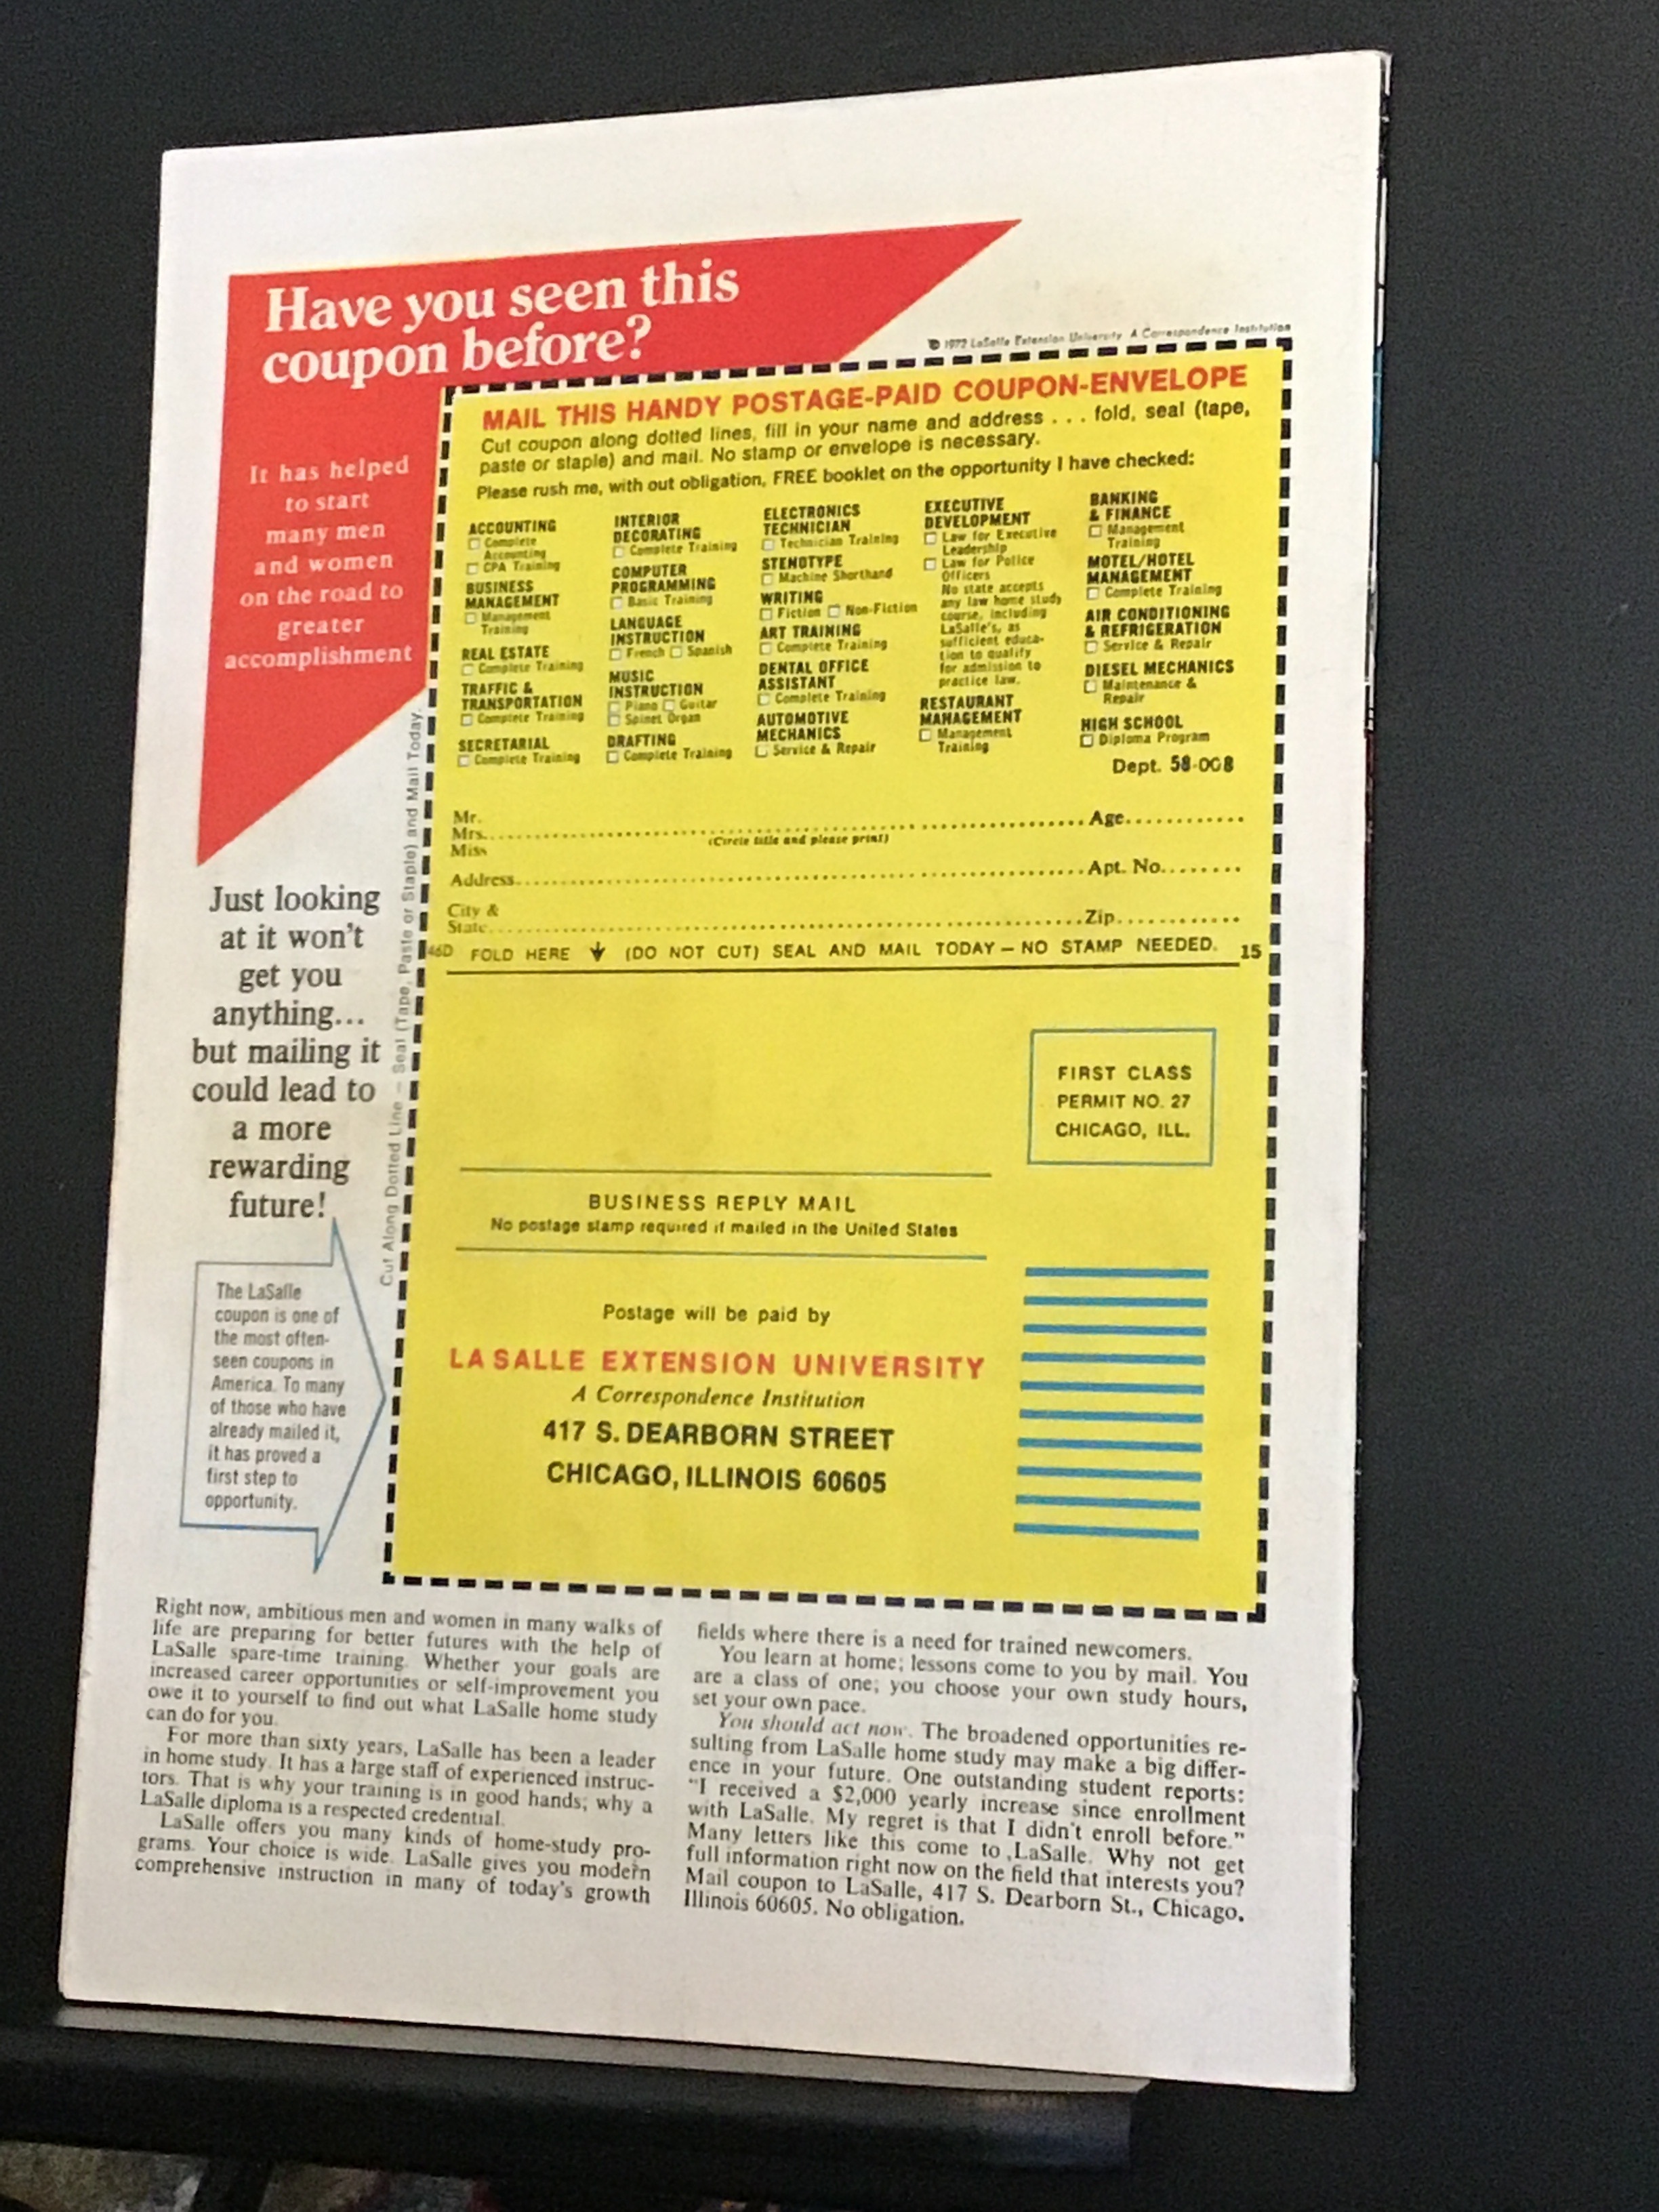 Have you seen this
coupon before?
It has helped
to start
many men
and women
on the road to
greater
accomplishment
© 1972 LaSalle Extension University A Correspondence Institution
MAIL THIS HANDY POSTAGE-PAID COUPON-ENVELOPE
Cut coupon along dotted lines, fill in your name and address . . . fold, seal (tape,
paste or staple) and mail. No stamp or envelope is necessary.
Please rush me, with out obligation, FREE booklet on the opportunity I have checked:
ACCOUNTING
Complete
Accounting
CPA Training
BUSINESS
MANAGEMENT
Management
Training
REAL ESTATE
Complete Training
TRAFFIC &
TRANSPORTATION
Complete Training
SECRETARIAL
Complete Training
INTERIOR
DECORATING
Complete Training
COMPUTER
PROGRAMMING
Basic Training
LANGUAGE
INSTRUCTION
French Spanish
MUSIC
INSTRUCTION
Piano Guitar
Spinet Organ
DRAFTING
Complete Training
ELECTRONICS
TECHNICIAN
Technician Training
STENOTYPE
Machine Shorthand
WRITING
Fiction Non-Fiction
ART TRAINING
Complete Training
DENTAL OFFICE
ASSISTANT
Complete Training
AUTOMOTIVE
MECHANICS
Service & Repair
EXECUTIVE
DEVELOPMENT
Law for Executive
Leadership
Law for Police
Officers
No state accepts
any law home study
course, including
LaSalle's, as
sufficient educa-
tion to qualify
for admission to
practice law.
RESTAURANT
MANAGEMENT
Management
Training
BANKING
& FINANCE
Management
Training
MOTEL/HOTEL
MANAGEMENT
Complete Training
AIR CONDITIONING
& REFRIGERATION
Service & Repair
DIESEL MECHANICS
Maintenance &
Repair
HIGH SCHOOL
Diploma Program
Dept. 58-008
Mr.
Mrs. Age
(Circle title and please print)
Miss
Address Apt. No.
City &
State Zip
46D FOLD HERE (DO NOT CUT) SEAL AND MAIL TODAY — NO STAMP NEEDED. 15
Cut Along Dotted Line — Seal (Tape, Paste or Staple) and Mail Today.
Just looking
at it won't
get you
anything...
but mailing it
could lead to
a more
rewarding
future!
The LaSalle
coupon is one of
the most often-
seen coupons in
America. To many
of those who have
already mailed it,
it has proved a
first step to
opportunity.
FIRST CLASS
PERMIT NO. 27
CHICAGO, ILL.
BUSINESS REPLY MAIL
No postage stamp required if mailed in the United States
Postage will be paid by
LA SALLE EXTENSION UNIVERSITY
A Correspondence Institution
417 S. DEARBORN STREET
CHICAGO, ILLINOIS 60605
Right now, ambitious men and women in many walks of
life are preparing for better futures with the help of
LaSalle spare-time training. Whether your goals are
increased career opportunities or self-improvement you
owe it to yourself to find out what LaSalle home study
can do for you.
For more than sixty years, LaSalle has been a leader
in home study. It has a large staff of experienced instruc-
tors. That is why your training is in good hands; why a
LaSalle diploma is a respected credential.
LaSalle offers you many kinds of home-study pro-
grams. Your choice is wide. LaSalle gives you modern
comprehensive instruction in many of today's growth
fields where there is a need for trained newcomers.
You learn at home; lessons come to you by mail. You
are a class of one; you choose your own study hours,
set your own pace.
You should act now. The broadened opportunities re-
sulting from LaSalle home study may make a big differ-
ence in your future. One outstanding student reports:
"I received a $2,000 yearly increase since enrollment
with LaSalle. My regret is that I didn't enroll before."
Many letters like this come to LaSalle. Why not get
full information right now on the field that interests you?
Mail coupon to LaSalle, 417 S. Dearborn St., Chicago,
Illinois 60605. No obligation.